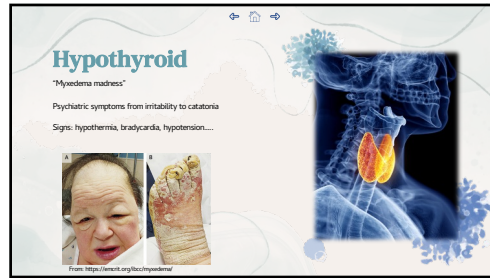 Hypothyroid
“Myxedema madness”
Psychiatric symptoms from irritability to catatonia
Signs: hypothermia, bradycardia, hypotension.....
A B
From: https://emcrit.org/ibcc/myxedema/